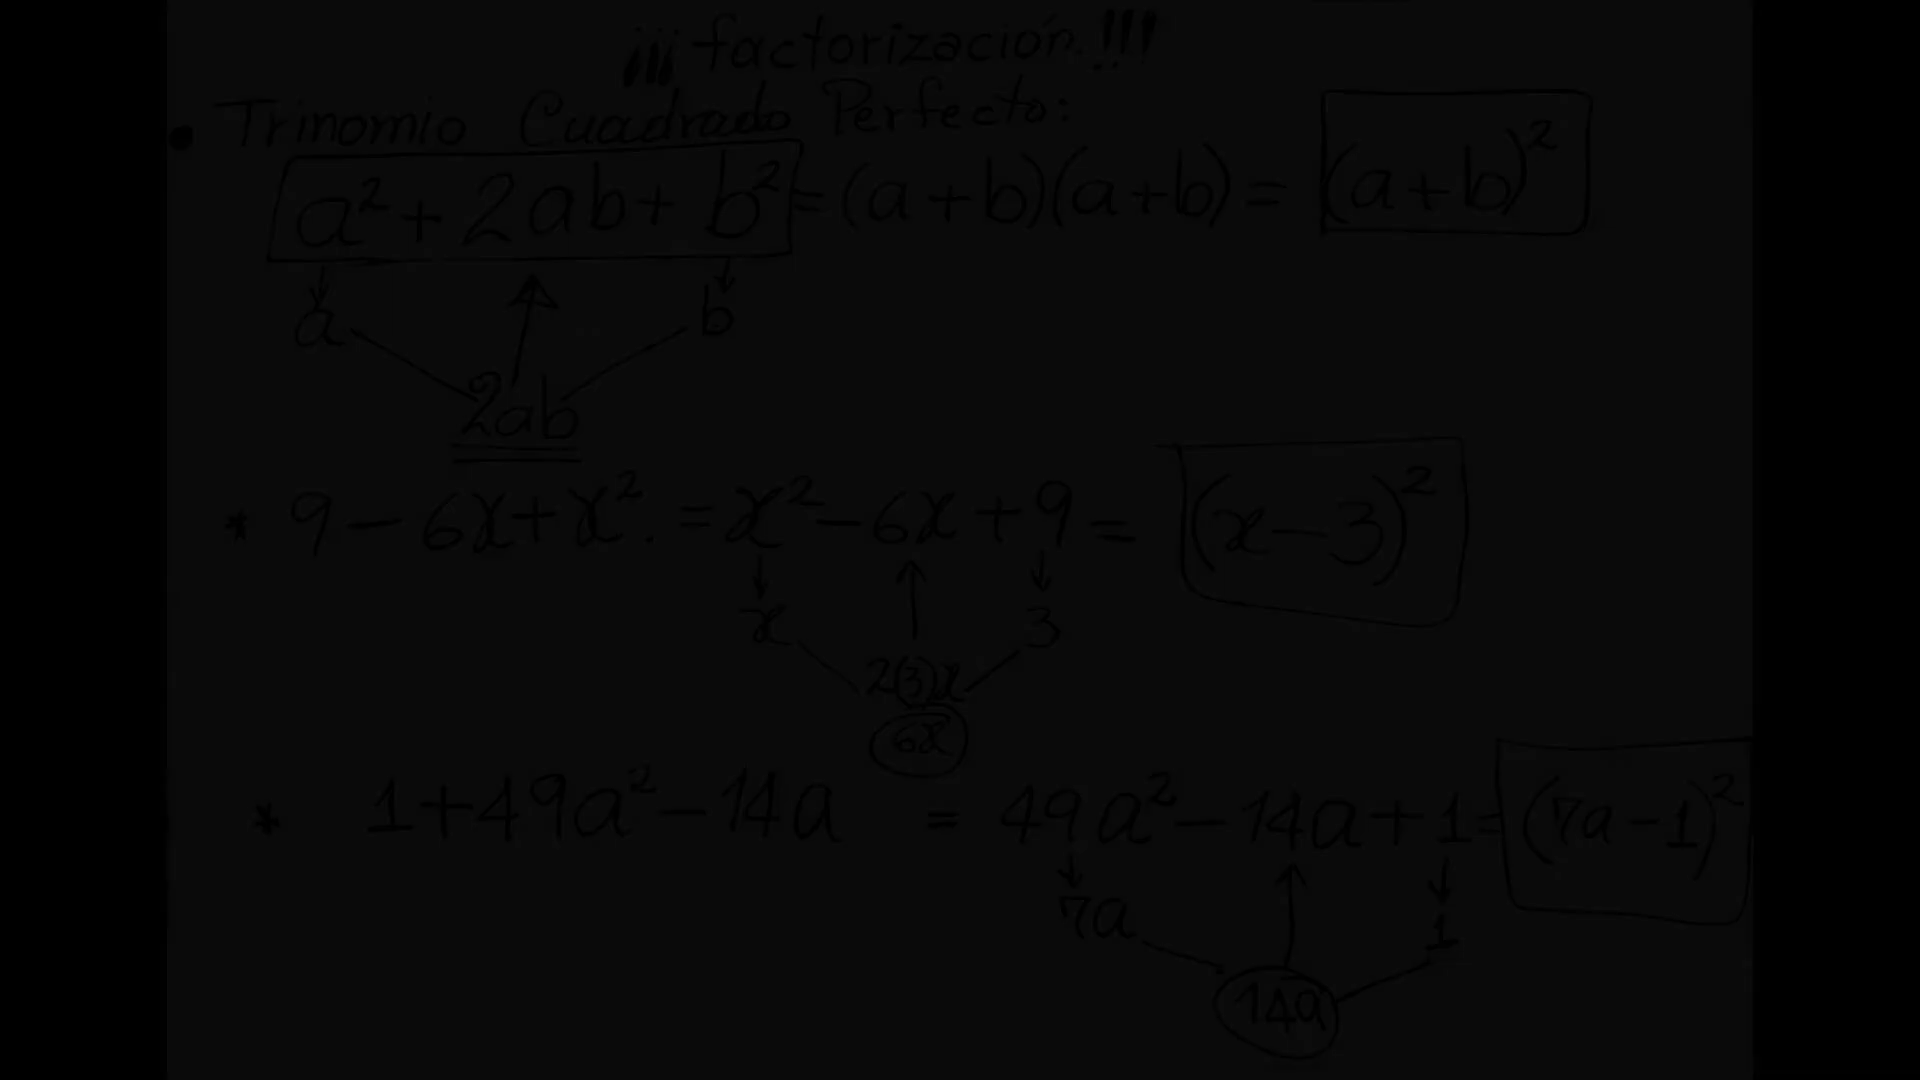 ¡¡¡factorización!!!
• Trinomio Cuadrado Perfecto:
a² + 2ab + b² = (a+b)(a+b) = (a+b)²
a b
2ab
* 9 - 6x + x². = x² - 6x + 9 = (x-3)²
x 3
2(3)x
6x
* 1 + 49a² - 14a = 49a² - 14a + 1 = (7a-1)²
7a 1
14a